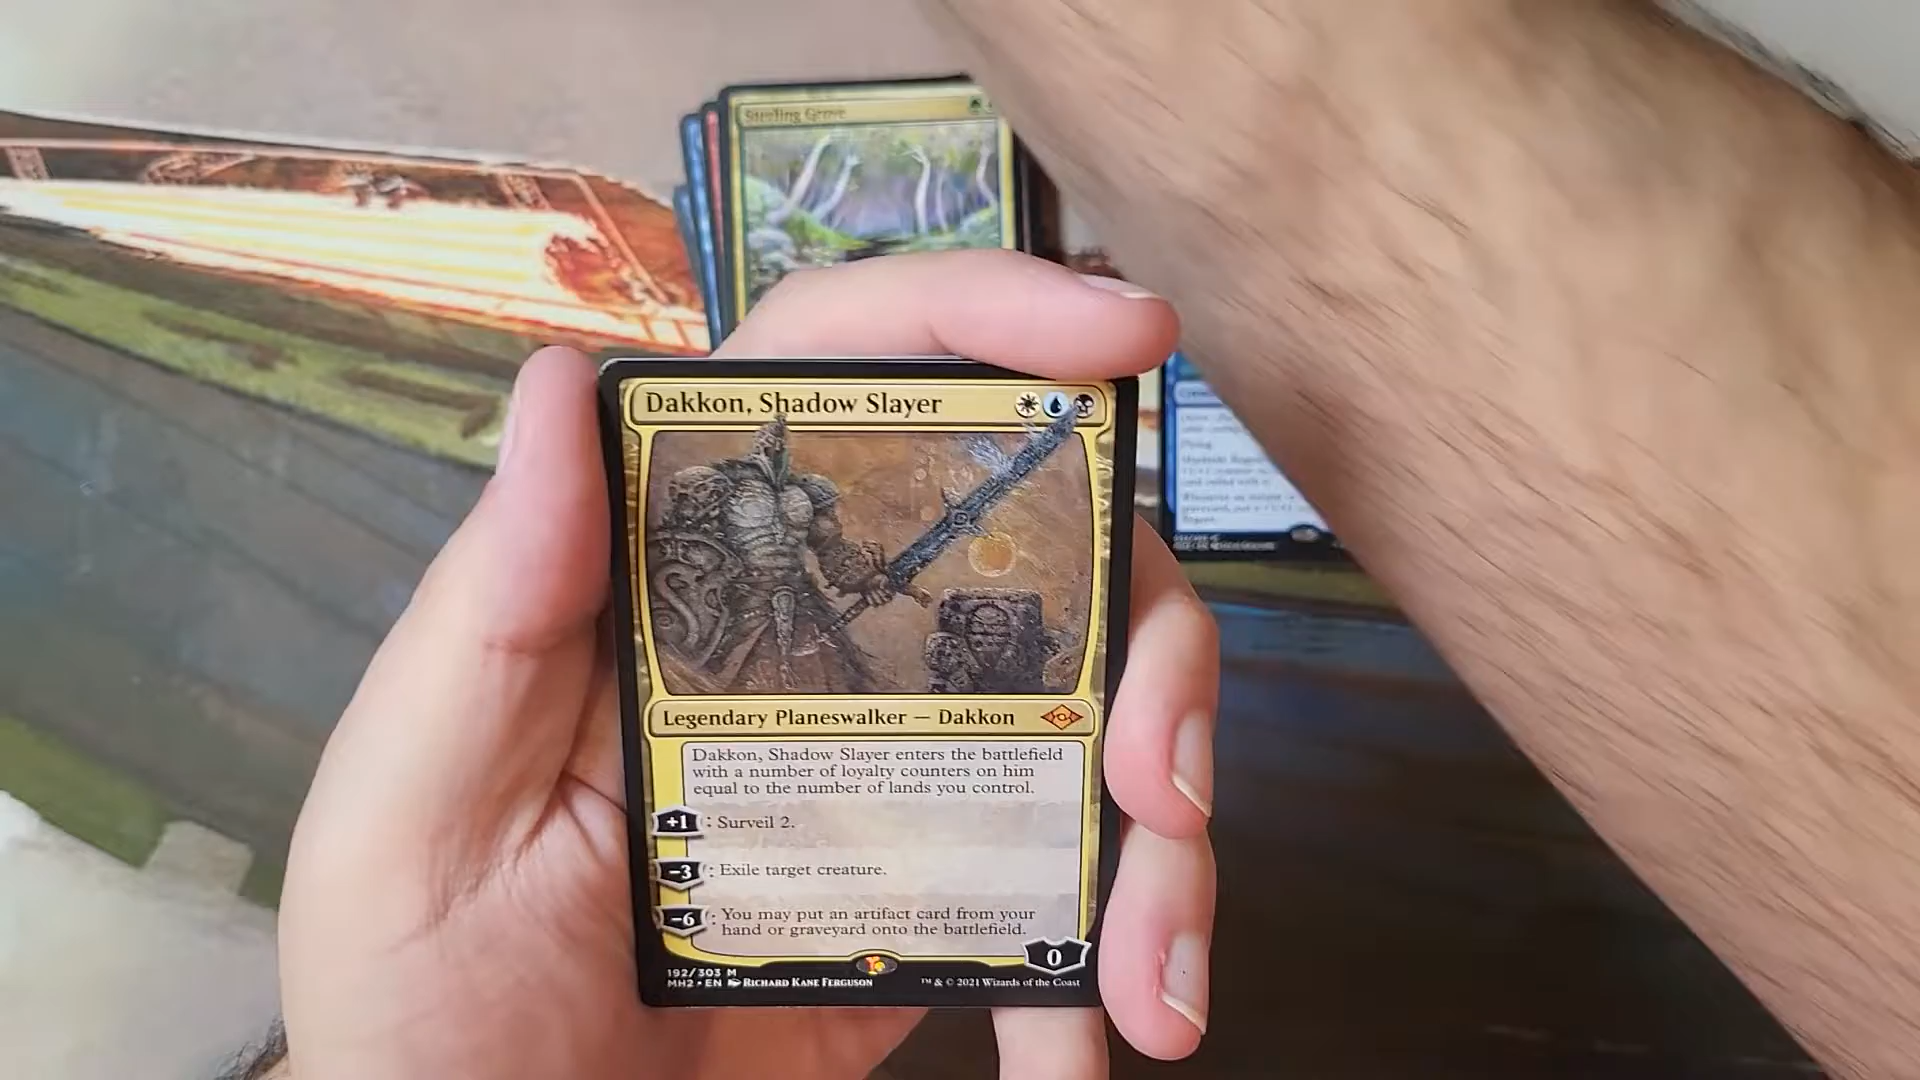 Sterling Grove
Dakkon, Shadow Slayer
Legendary Planeswalker — Dakkon
Dakkon, Shadow Slayer enters the battlefield
with a number of loyalty counters on him
equal to the number of lands you control.
+1 : Surveil 2.
−3 : Exile target creature.
−6 : You may put an artifact card from your
hand or graveyard onto the battlefield.
0
192/303 M
MH2 • EN Richard Kane Ferguson
™ & © 2021 Wizards of the Coast